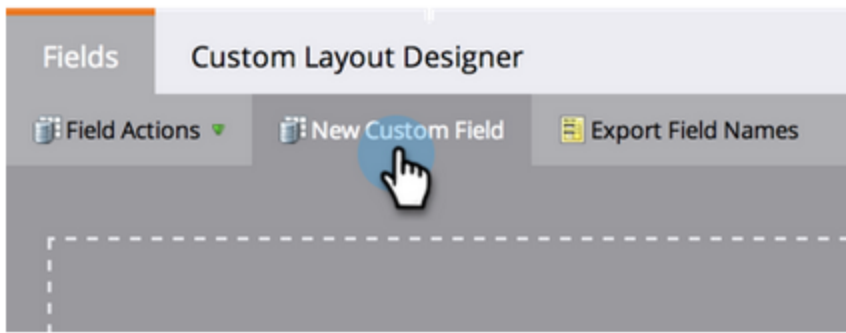 Fields Custom Layout Designer
Field Actions New Custom Field Export Field Names